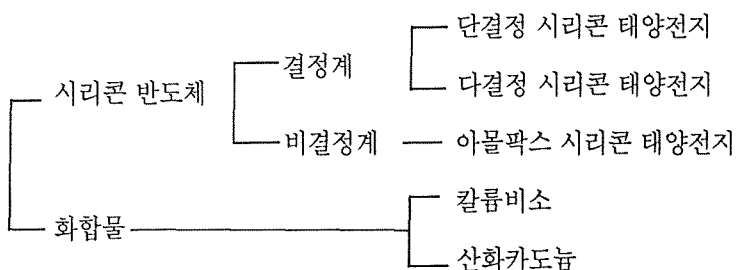 단결정 시리콘 태양전지
결정계
시리콘 반도체
다결정 시리콘 태양전지
비결정계
아몰팍스 시리콘 태양전지
칼륨비소
화합물
산화카도늄